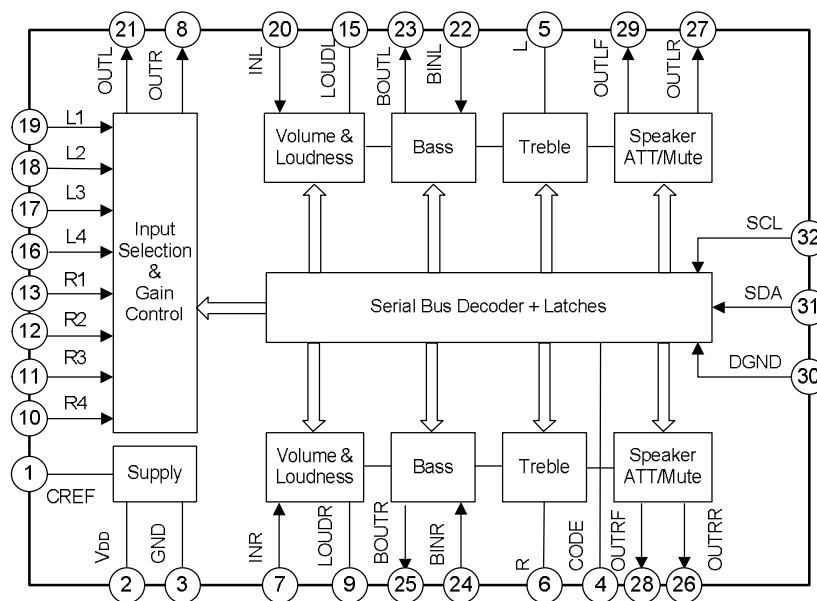 21
8
20
15
23
22
5
29
27
OUTL
OUTR
INL
LOUDL
BOUTL
BINL
L
OUTLF
OUTLR
19
L1
18
L2
17
L3
16
L4
13
R1
12
R2
11
R3
10
R4
Input
Selection
&
Gain
Control
Volume &
Loudness
Bass
Treble
Speaker
ATT/Mute
Serial Bus Decoder + Latches
SCL
32
SDA
31
DGND
30
Volume &
Loudness
Bass
Treble
Speaker
ATT/Mute
1
CREF
Supply
VDD
GND
INR
LOUDR
BOUTR
BINR
R
CODE
OUTRF
OUTRR
2
3
7
9
25
24
6
4
28
26